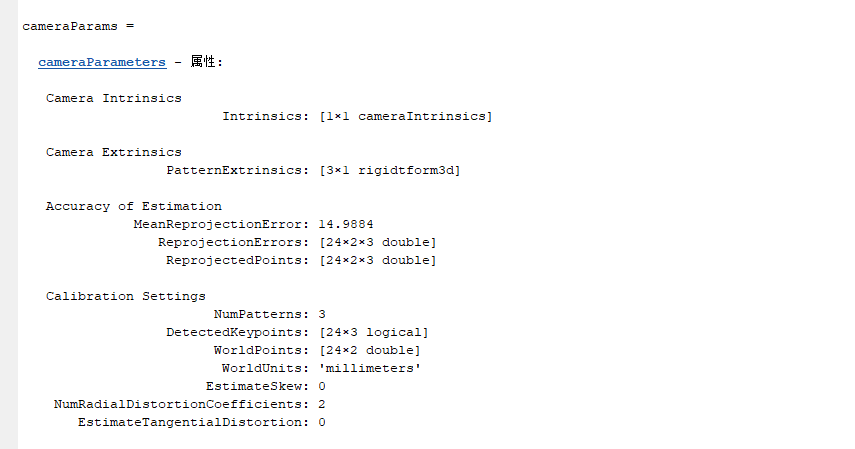 cameraParams =
cameraParameters - 属性:
Camera Intrinsics
Intrinsics: [1×1 cameraIntrinsics]
Camera Extrinsics
PatternExtrinsics: [3×1 rigidtform3d]
Accuracy of Estimation
MeanReprojectionError: 14.9884
ReprojectionErrors: [24×2×3 double]
ReprojectedPoints: [24×2×3 double]
Calibration Settings
NumPatterns: 3
DetectedKeypoints: [24×3 logical]
WorldPoints: [24×2 double]
WorldUnits: 'millimeters'
EstimateSkew: 0
NumRadialDistortionCoefficients: 2
EstimateTangentialDistortion: 0